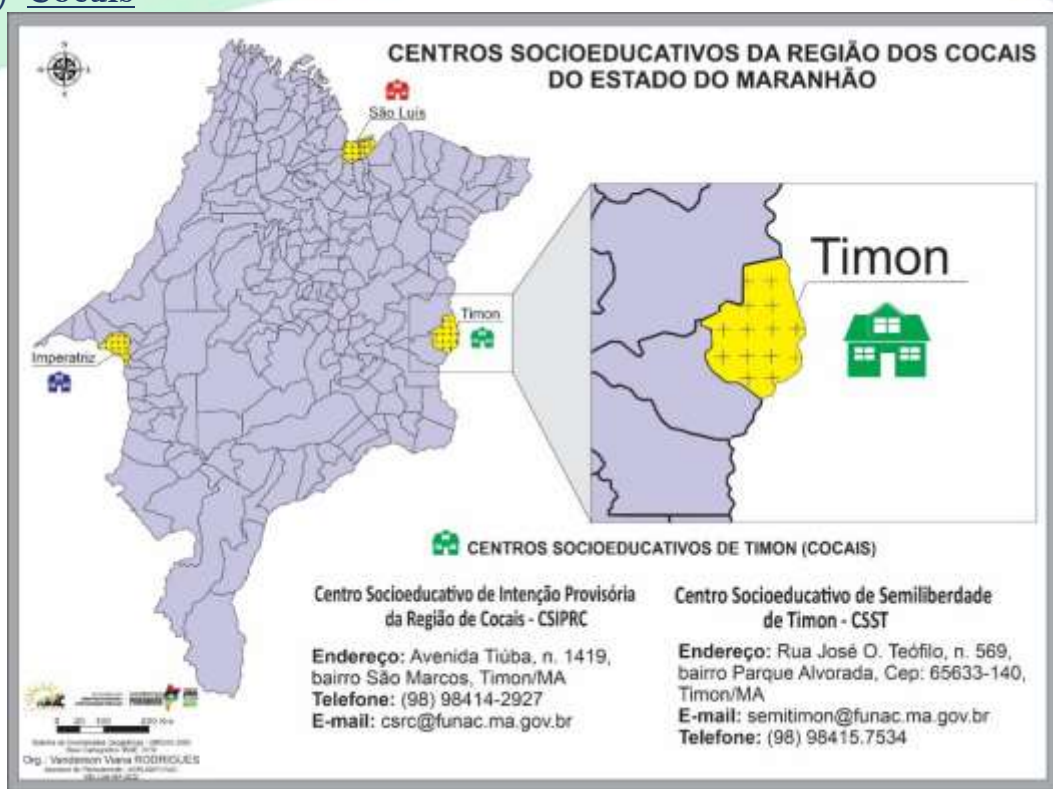 Cocais
CENTROS SOCIOEDUCATIVOS DA REGIÃO DOS COCAIS
DO ESTADO DO MARANHÃO
São Luís
Timon
Imperatriz
Timon
CENTROS SOCIOEDUCATIVOS DE TIMON (COCAIS)
Centro Socioeducativo de Intenção Provisória
da Região de Cocais - CSIPRC
Endereço: Avenida Tiúba, n. 1419,
bairro São Marcos, Timon/MA
Telefone: (98) 98414-2927
E-mail: csrc@funac.ma.gov.br
Centro Socioeducativo de Semiliberdade
de Timon - CSST
Endereço: Rua José O. Teófilo, n. 569,
bairro Parque Alvorada, Cep: 65633-140,
Timon/MA
E-mail: semitimon@funac.ma.gov.br
Telefone: (98) 98415.7534
Org.: Vanderson Viana RODRIGUES